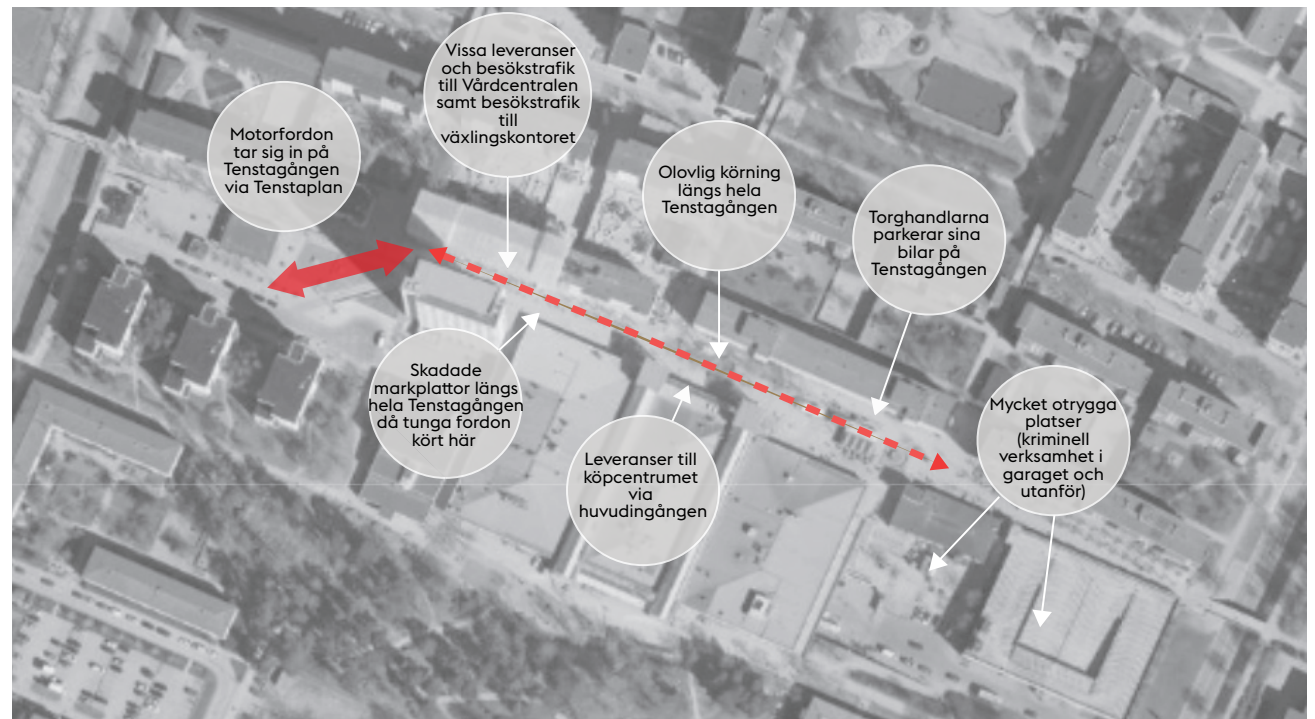 Vissa leveranser
och besökstrafik
till Vårdcentralen
samt besökstrafik
till
växlingskontoret
Motorfordon
tar sig in på
Tenstagången
via Tenstaplan
Olovlig körning
längs hela
Tenstagången
Torghandlarna
parkerar sina
bilar på
Tenstagången
Skadade
markplattor längs
hela Tenstagången
då tunga fordon
kört här
Leveranser till
köpcentrumet
via
huvudingången
Mycket otrygga
platser
(kriminell
verksamhet i
garaget och
utanför)